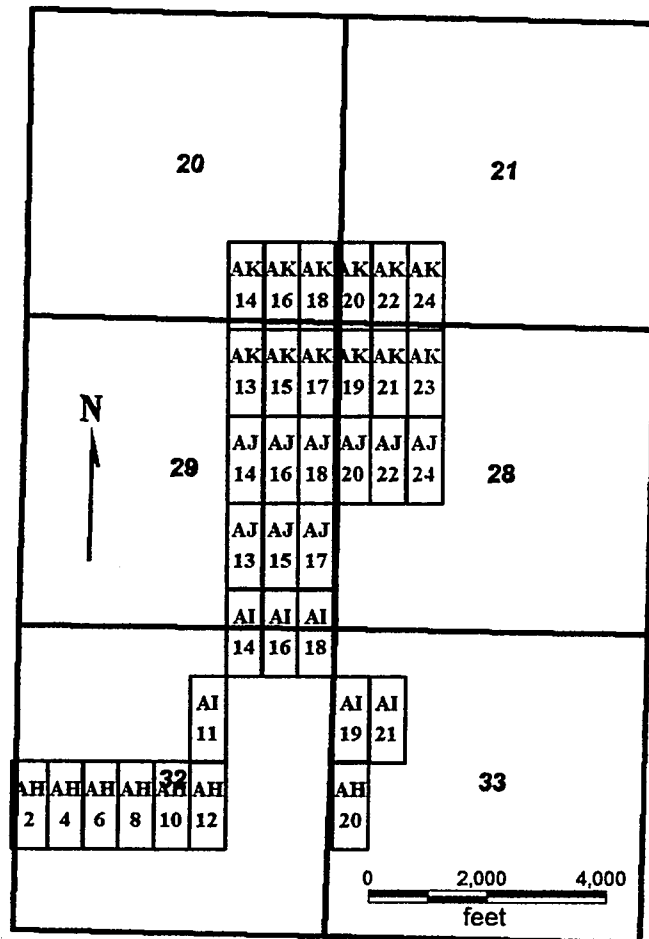 20
21
AK AK AK AK AK AK
14 16 18 20 22 24
AK AK AK AK AK AK
13 15 17 19 21 23
N
AJ AJ AJ AJ AJ AJ
14 16 18 20 22 24
29
28
AJ AJ AJ
13 15 17
AI AI AI
14 16 18
AI AI AI
11 19 21
32
33
AH AH AH AH AH AH AH
2 4 6 8 10 12 20
0 2,000 4,000
feet